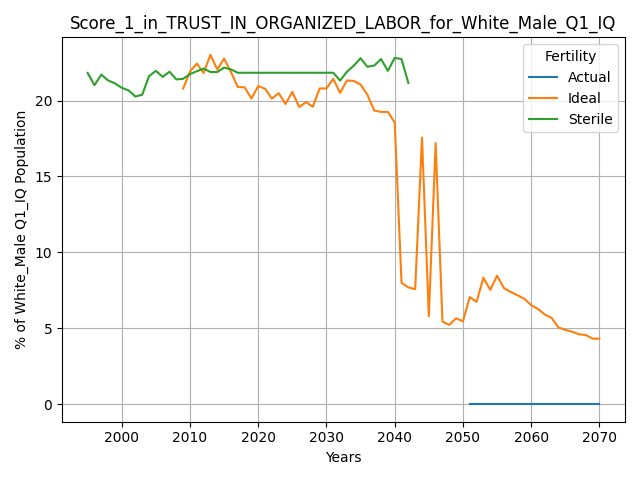 Score_1_in_TRUST_IN_ORGANIZED_LABOR_for_White_Male_Q1_IQ
Fertility
Actual
Ideal
Sterile
% of White_Male Q1_IQ Population
20
15
10
5
0
2000 2010 2020 2030 2040 2050 2060 2070
Years